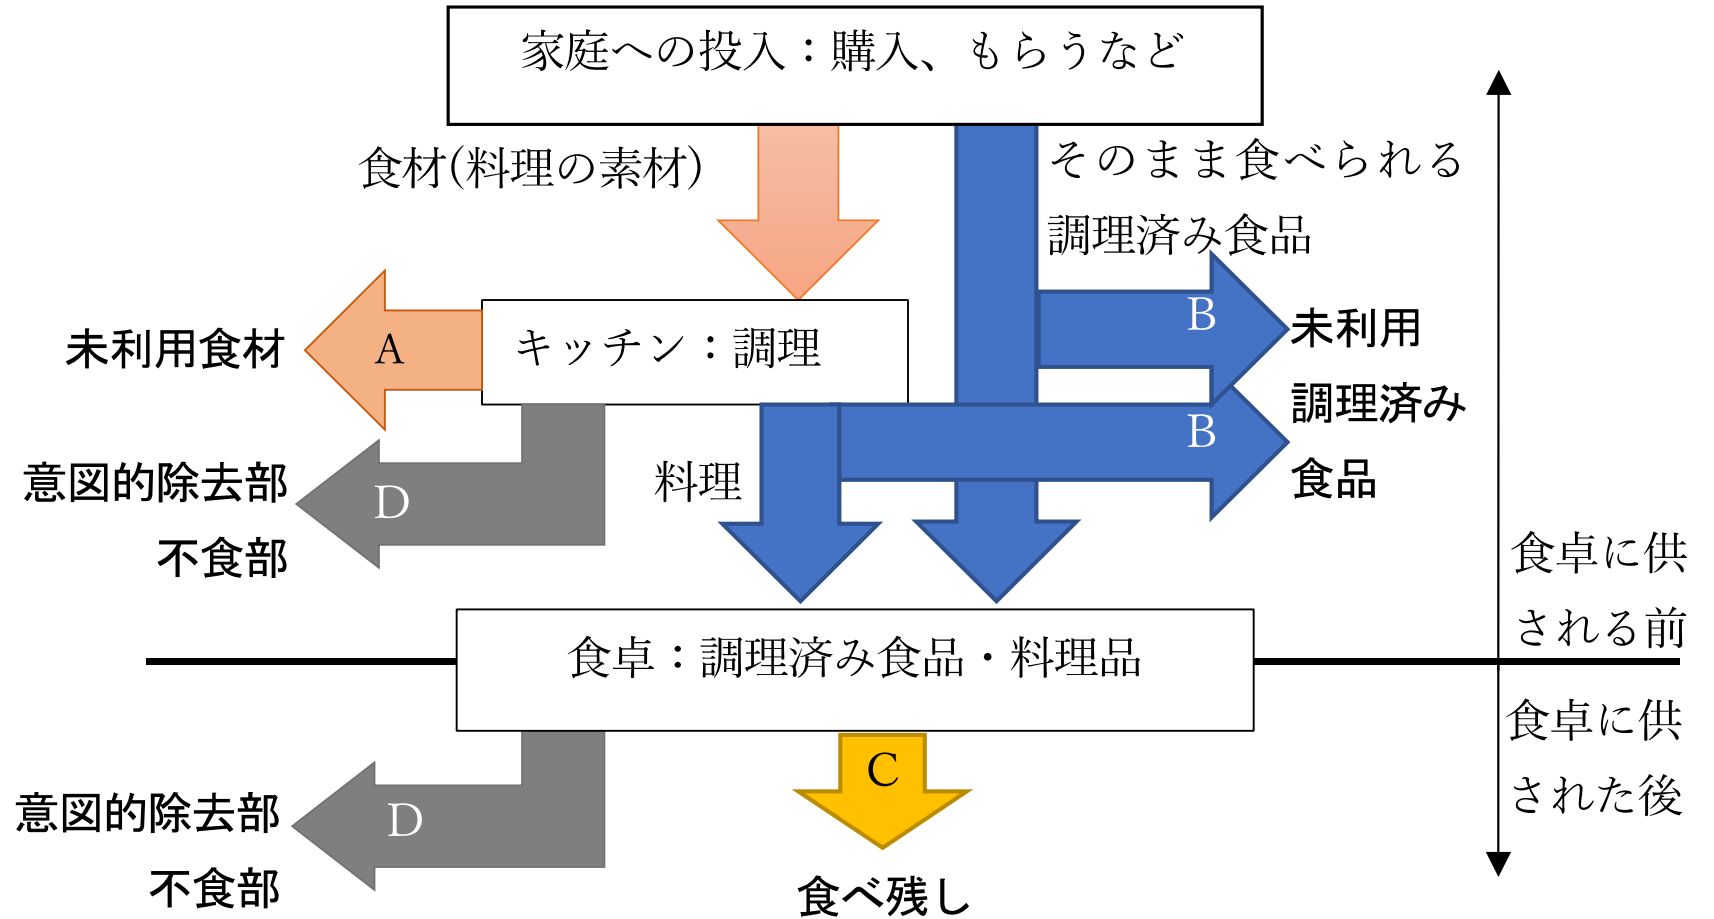 家庭への投入：購入、もらうなど
食材(料理の素材)
そのまま食べられる
調理済み食品
未利用食材
A
キッチン：調理
B
未利用
調理済み
食品
B
意図的除去部
不食部
D
料理
食卓に供
される前
食卓：調理済み食品・料理品
食卓に供
された後
意図的除去部
不食部
D
C
食べ残し